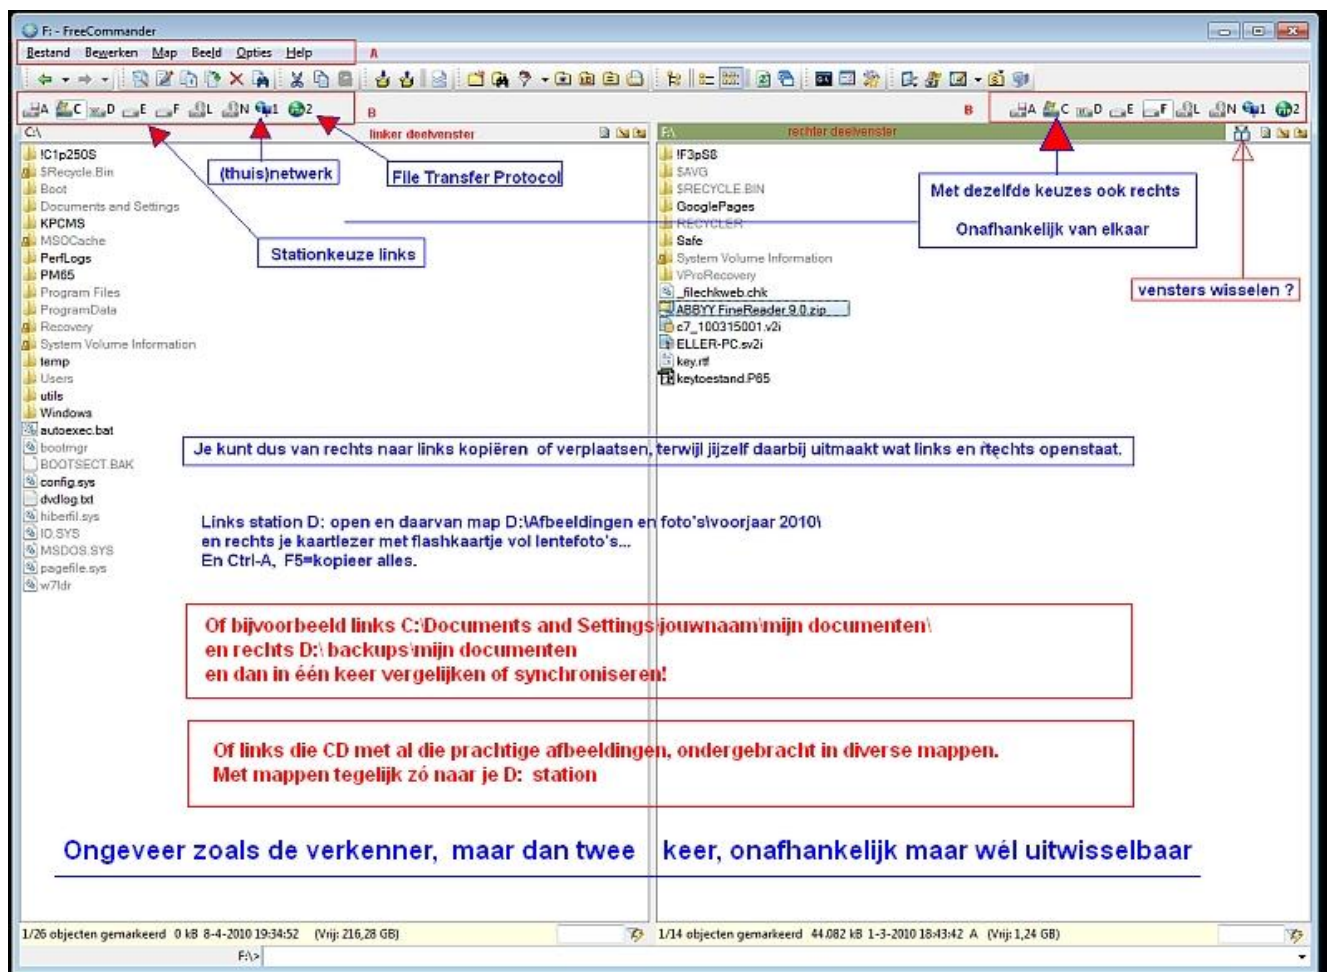 F: - FreeCommander
Bestand Bewerken Map Beeld Opties Help A
A C D E F L N 1 2 B
B A C D E F L N 1 2
C:\ linker deelvenster
F:\ rechter deelvenster
!C1p250S
$Recycle.Bin
Boot
Documents and Settings
KPCMS
MSOCache
PerfLogs
PM65
Program Files
ProgramData
Recovery
System Volume Information
temp
Users
utils
Windows
autoexec.bat
bootmgr
BOOTSECT.BAK
config.sys
dvdlog.txt
hiberfil.sys
IO.SYS
MSDOS.SYS
pagefile.sys
w7ldr
(thuis)netwerk
File Transfer Protocol
Stationkeuze links
!F3pS8
$AVG
$RECYCLE.BIN
GooglePages
RECYCLER
Safe
System Volume Information
VProRecovery
_filechkweb.chk
ABBYY FineReader 9.0.zip
c7_100315001.v2i
ELLER-PC.sv2i
key.rtf
keytoestand.P65
Met dezelfde keuzes ook rechts
Onafhankelijk van elkaar
vensters wisselen ?
Je kunt dus van rechts naar links kopiëren of verplaatsen, terwijl jijzelf daarbij uitmaakt wat links en rechts openstaat.
Links station D: open en daarvan map D:\Afbeeldingen en foto's\voorjaar 2010\
en rechts je kaartlezer met flashkaartje vol lentefoto's...
En Ctrl-A, F5=kopieer alles.
Of bijvoorbeeld links C:\Documents and Settings\jouwnaam\mijn documenten\
en rechts D:\ backups\mijn documenten
en dan in één keer vergelijken of synchroniseren!
Of links die CD met al die prachtige afbeeldingen, ondergebracht in diverse mappen.
Met mappen tegelijk zó naar je D: station
Ongeveer zoals de verkenner, maar dan twee keer, onafhankelijk maar wél uitwisselbaar
1/26 objecten gemarkeerd 0 kB 8-4-2010 19:34:52 (Vrij: 216,28 GB)
1/14 objecten gemarkeerd 44.082 kB 1-3-2010 18:43:42 A (Vrij: 1,24 GB)
F:\>